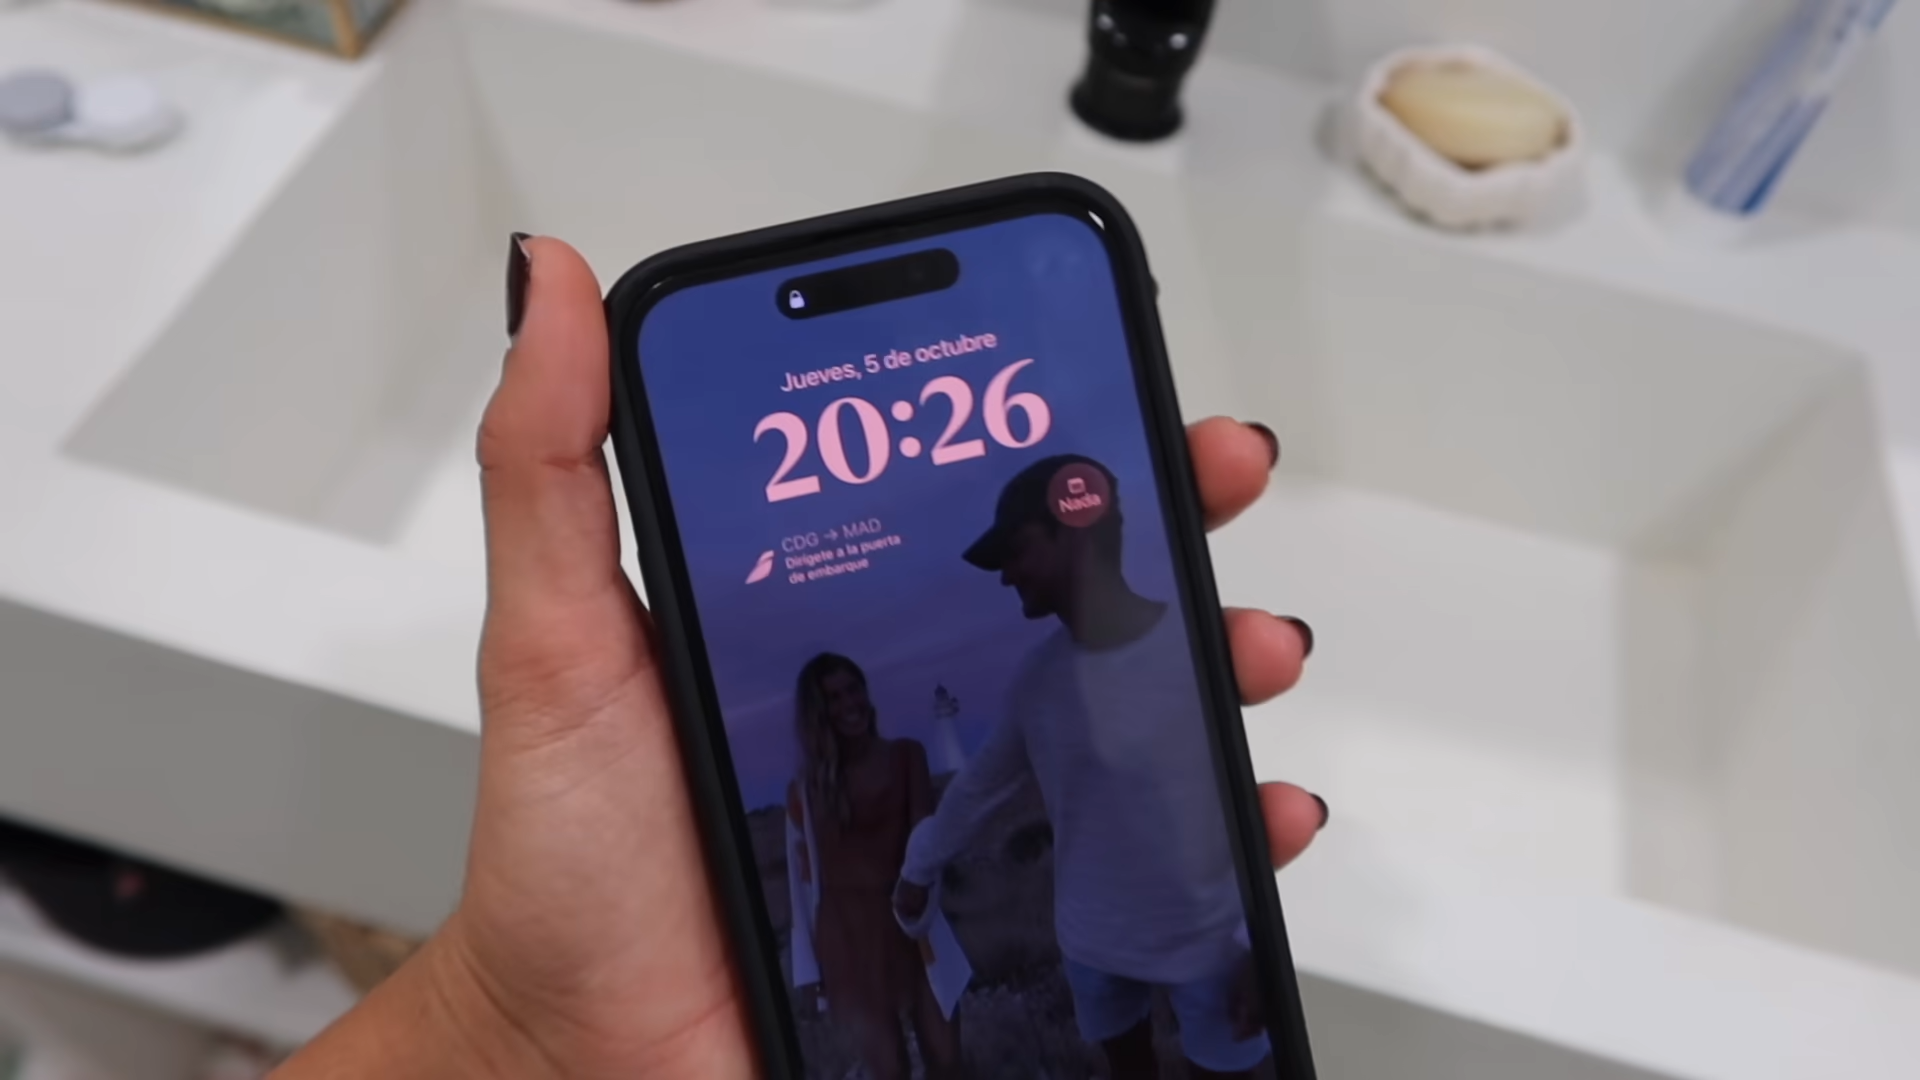 Jueves, 5 de octubre
20:26
Nada
CDG → MAD
Dirígete a la puerta
de embarque